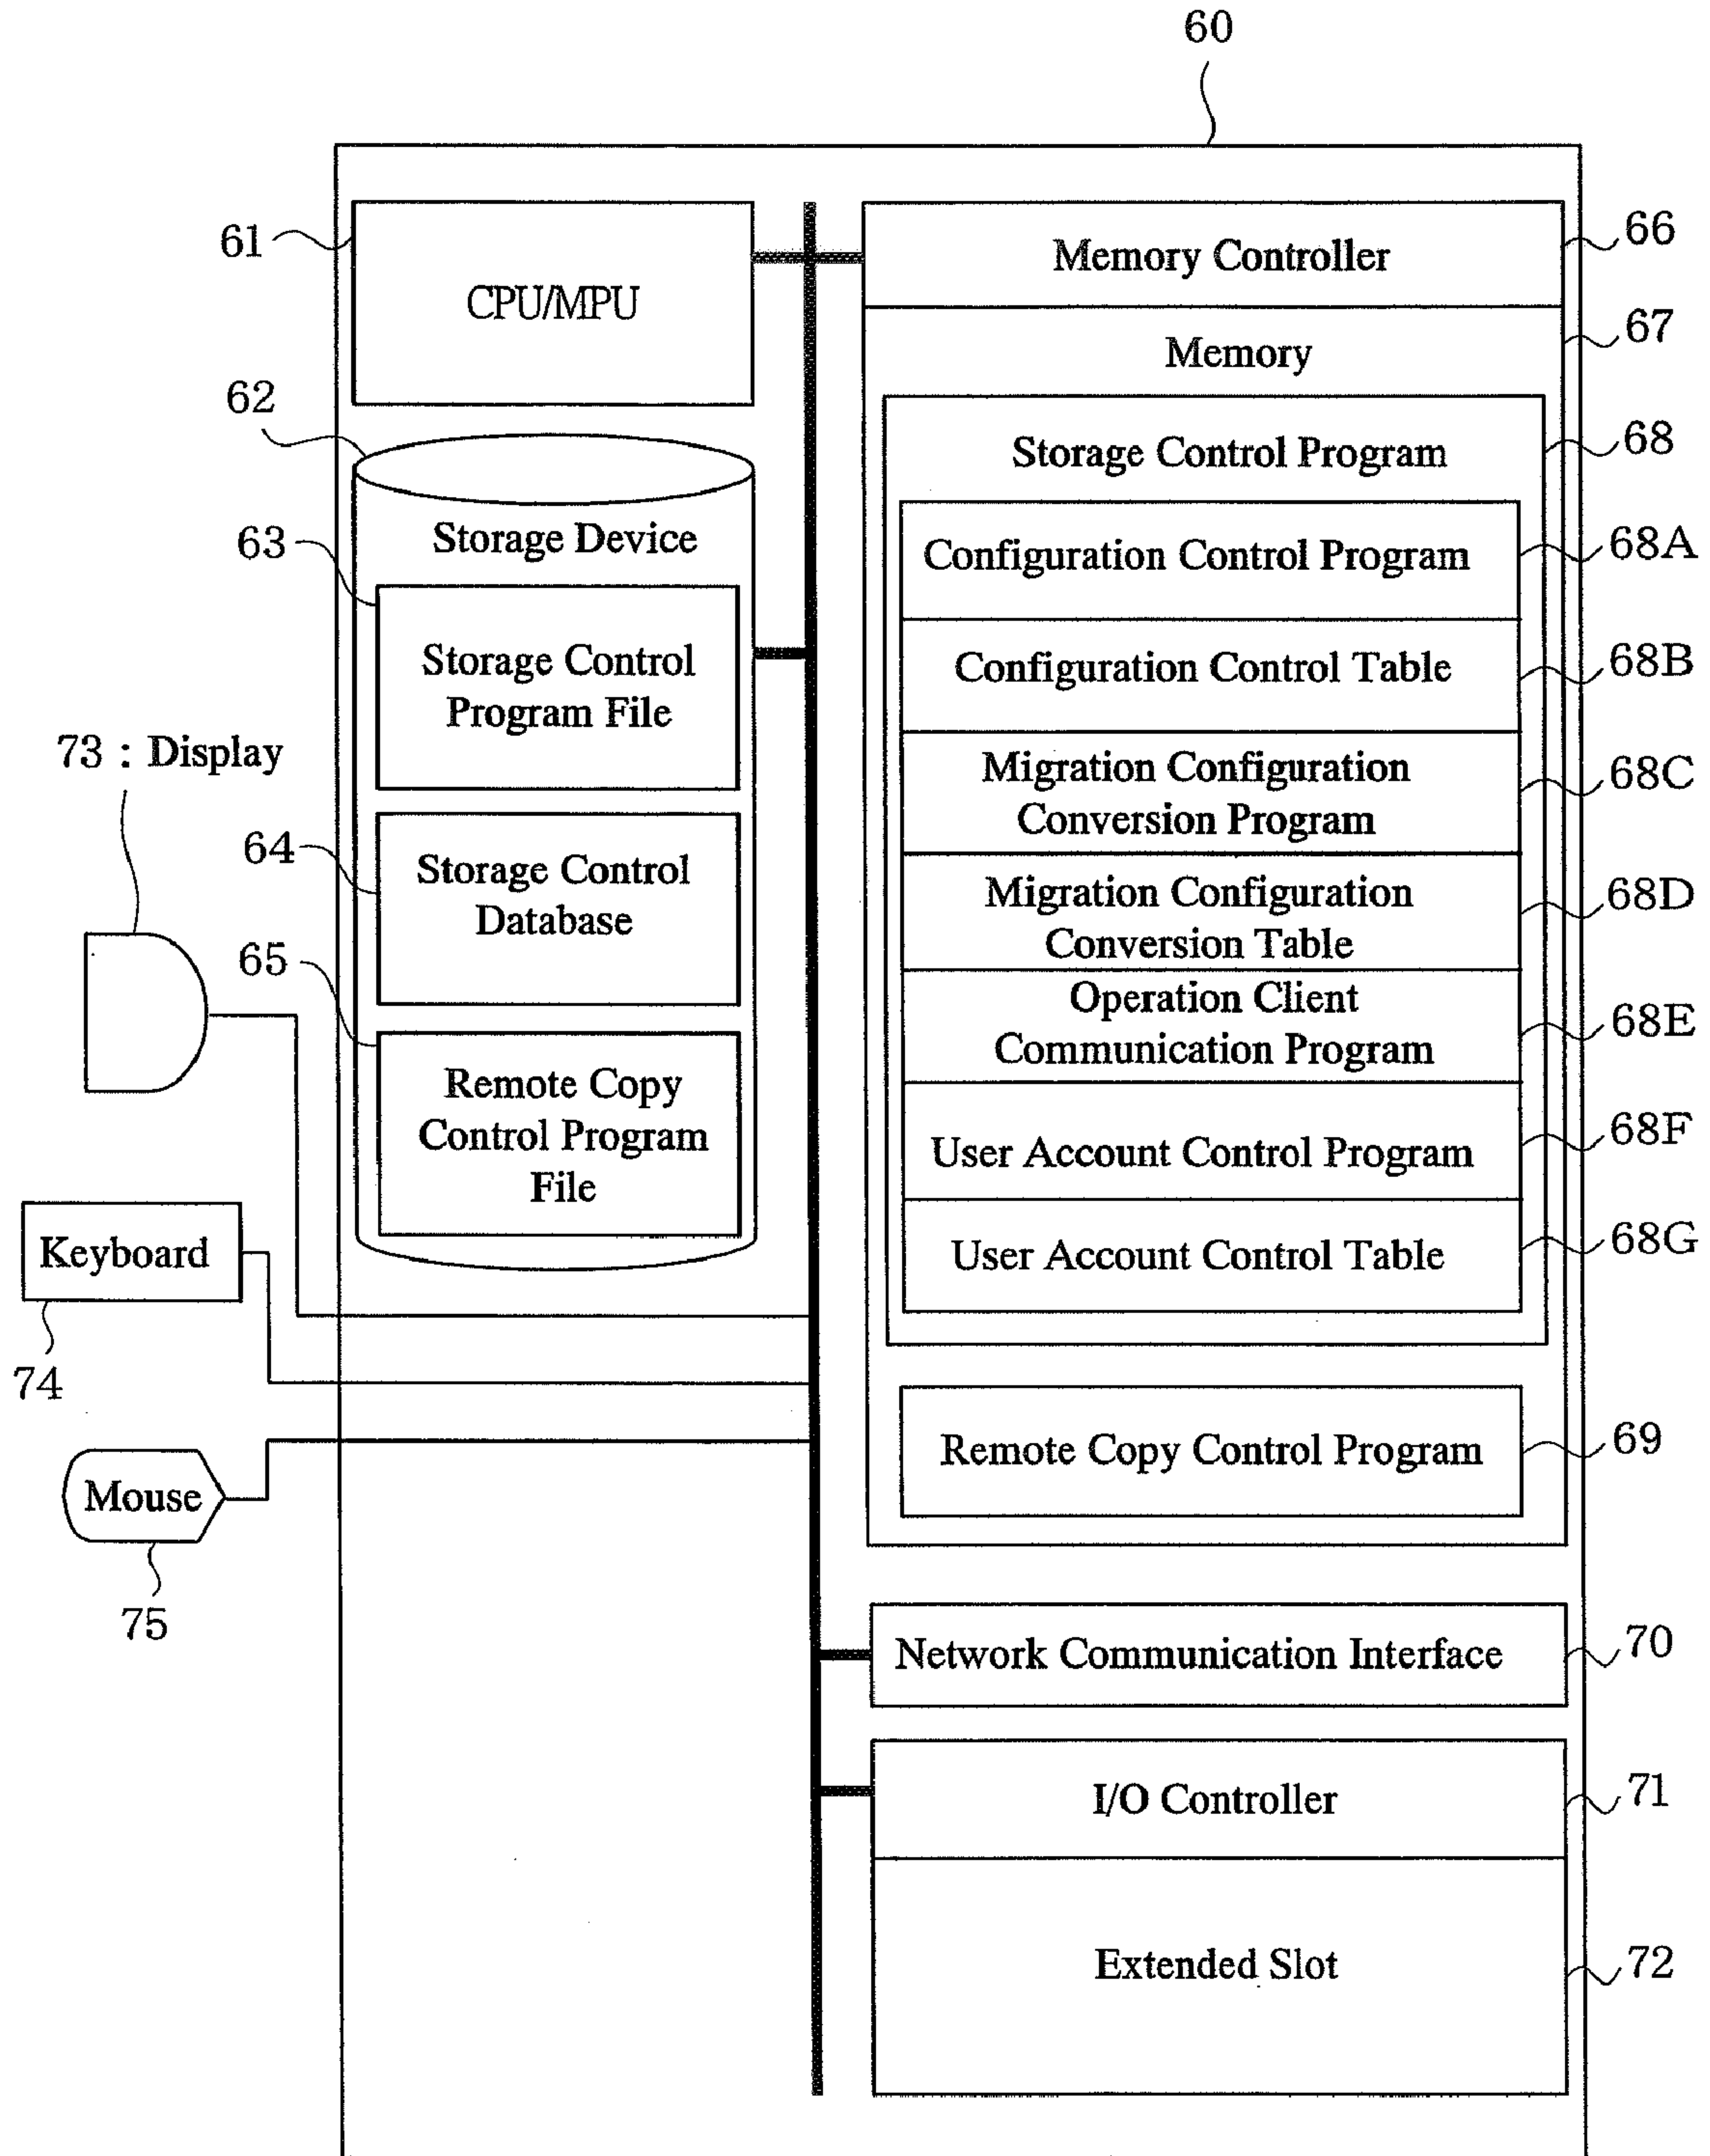 60
61
CPU/MPU
62
Storage Device
63
Storage Control
Program File
64
Storage Control
Database
65
Remote Copy
Control Program
File
73 : Display
Keyboard
74
Mouse
75
Memory Controller
66
Memory
67
Storage Control Program
68
Configuration Control Program
68A
Configuration Control Table
68B
Migration Configuration
Conversion Program
68C
Migration Configuration
Conversion Table
68D
Operation Client
Communication Program
68E
User Account Control Program
68F
User Account Control Table
68G
Remote Copy Control Program
69
Network Communication Interface
70
I/O Controller
71
Extended Slot
72